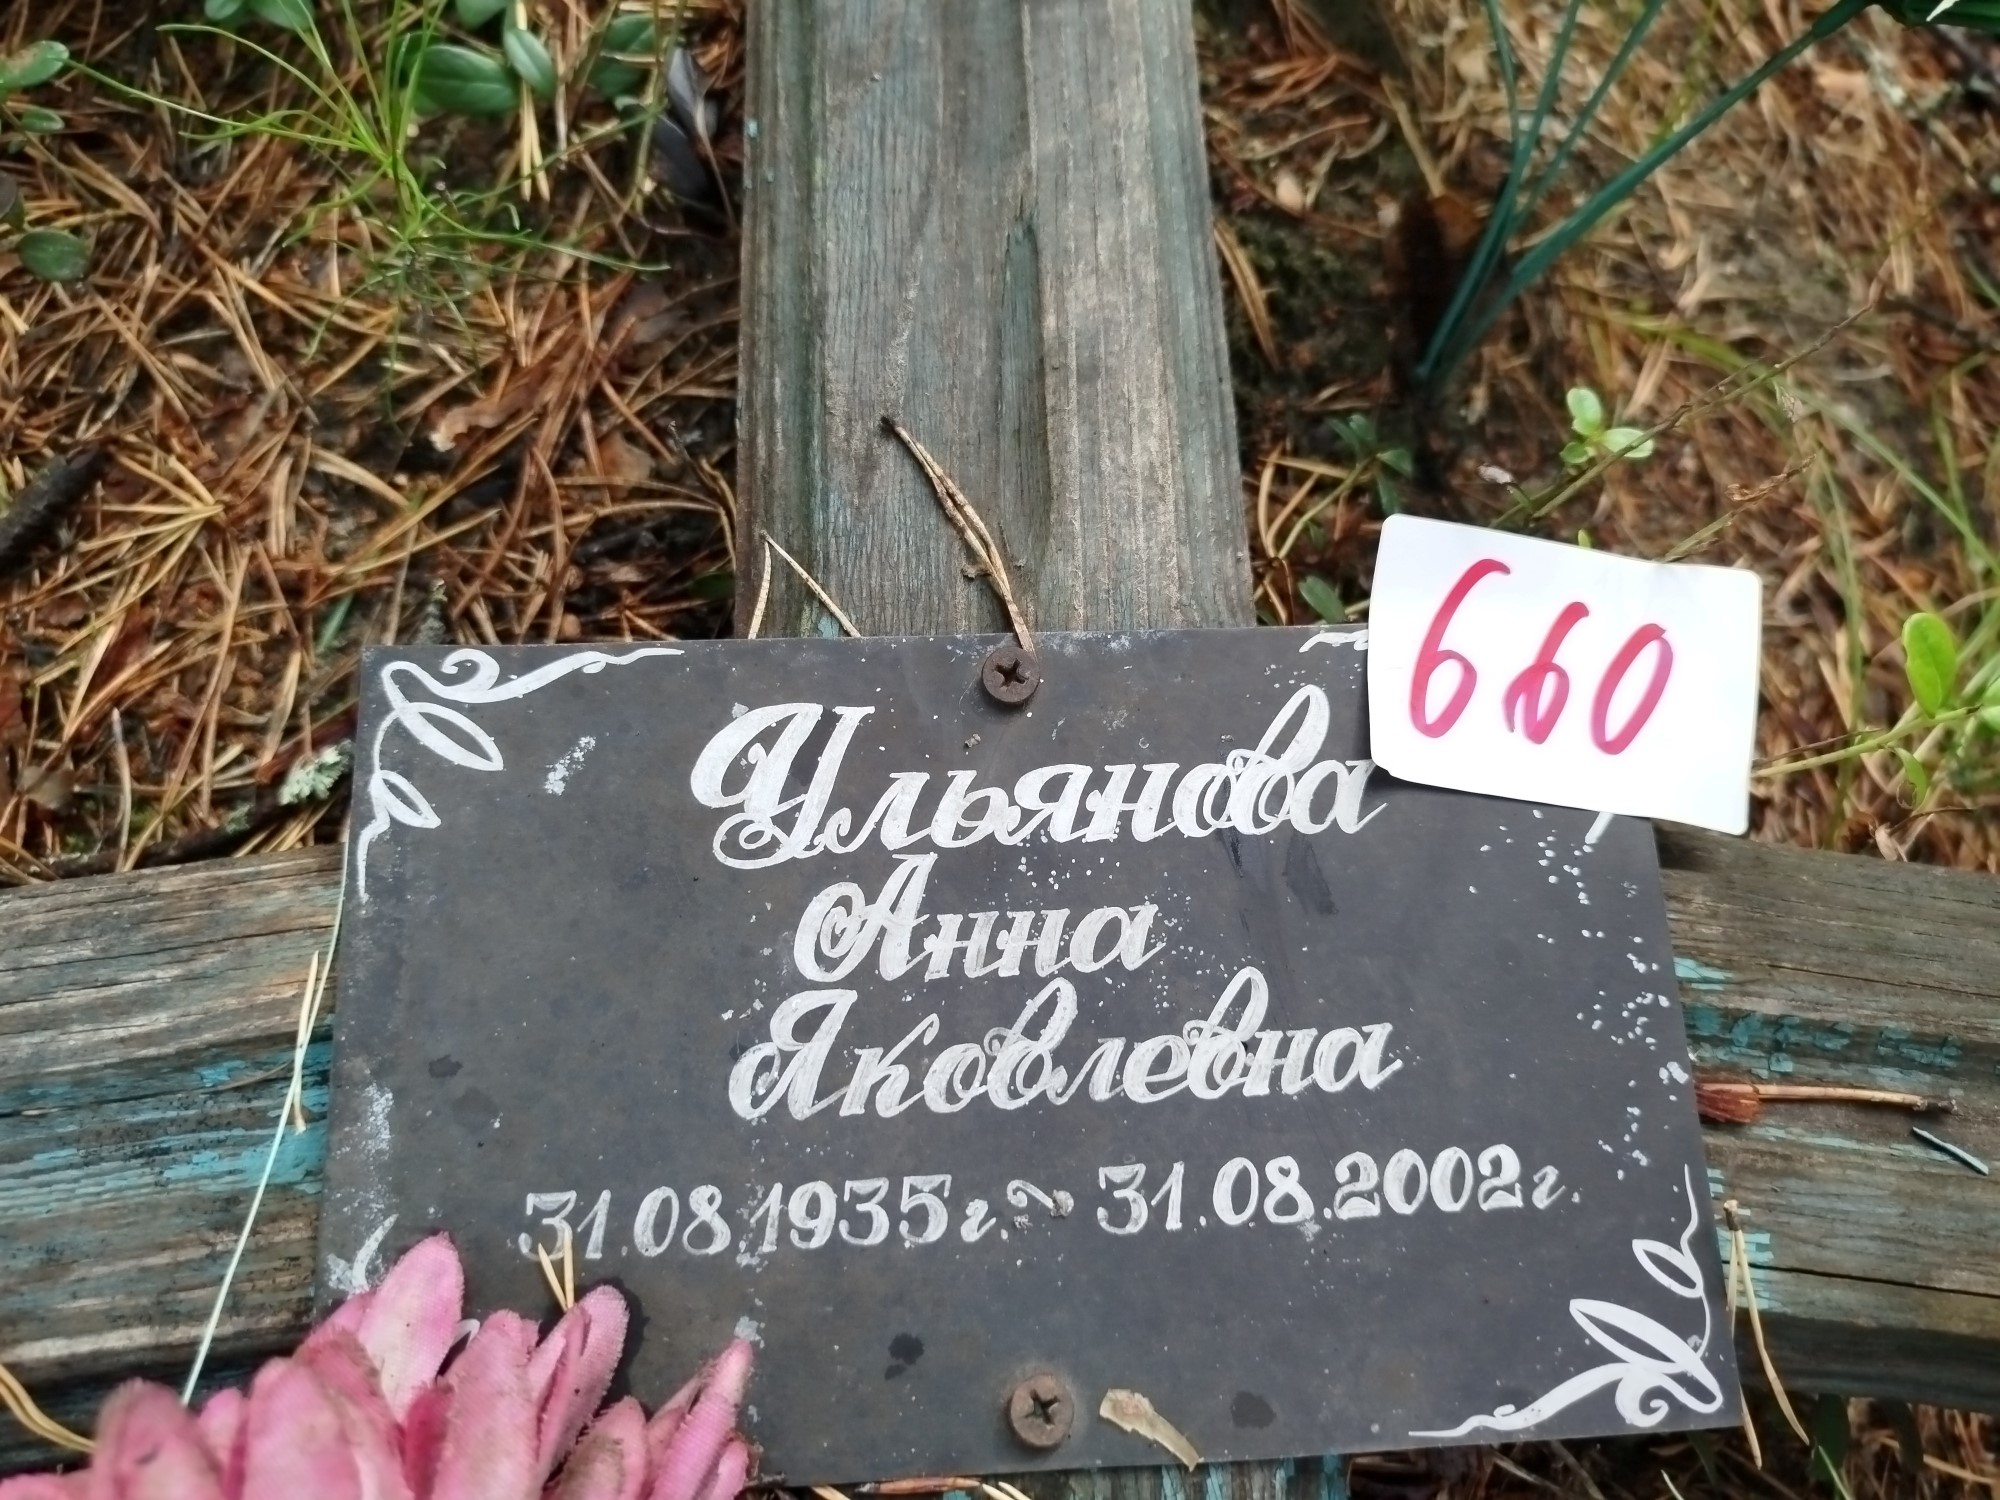 660
Ульянова
Анна
Яковлевна
31.08.1935г. ~ 31.08.2002г.